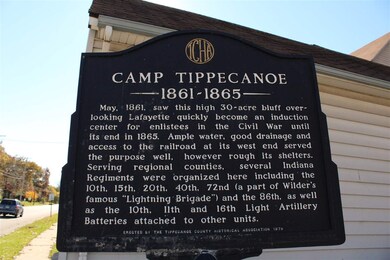 TCHA
CAMP TIPPECANOE
1861-1865
May, 1861, saw this high 30-acre bluff over-
looking Lafayette quickly become an induction
center for enlistees in the Civil War until
its end in 1865. Ample water, good drainage and
access to the railroad at its west end served
the purpose well, however rough its shelters.
Serving regional counties, several Indiana
Regiments were organized here including the
10th, 15th, 20th, 40th, 72nd (a part of Wilder's
famous "Lightning Brigade") and the 86th, as well
as the 10th, 11th and 16th Light Artillery
Batteries attached to other units.
ERECTED BY THE TIPPECANOE COUNTY HISTORICAL ASSOCIATION